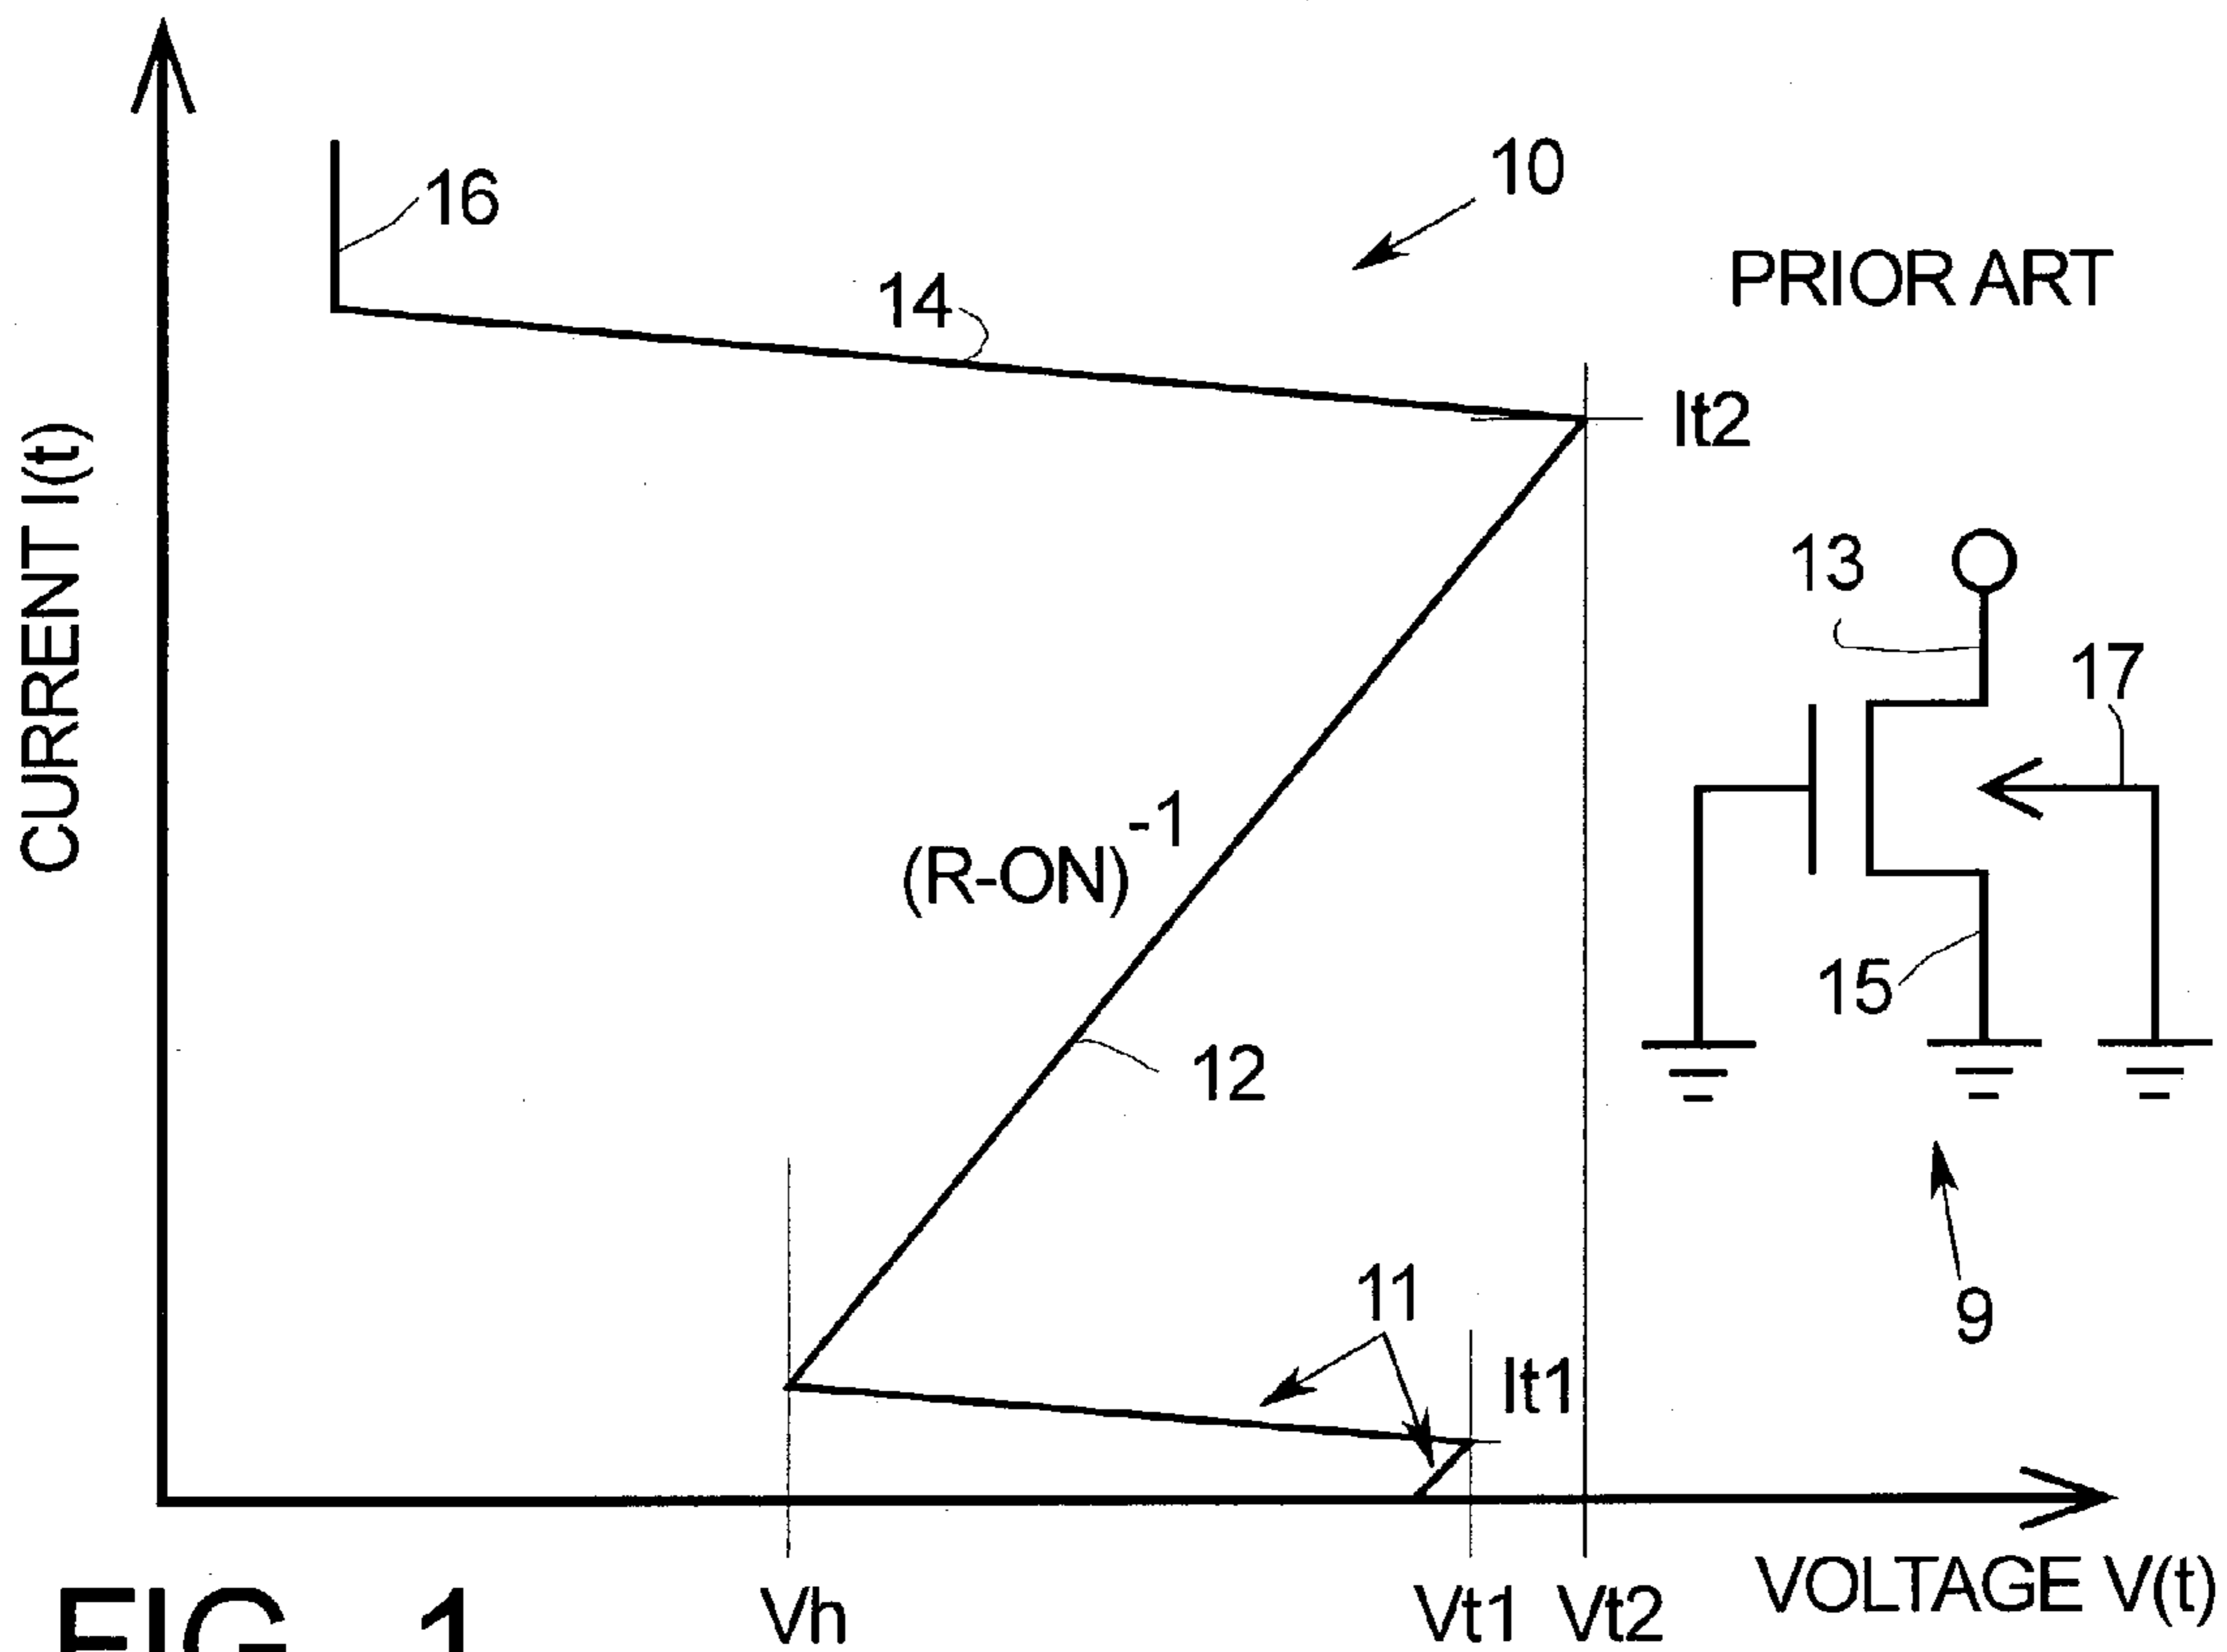 10
16
PRIOR ART
14
It2
CURRENT I(t)
13
17
(R-ON)-1
15
12
11
9
It1
Vh
Vt1
Vt2
VOLTAGE V(t)
FIG. 1